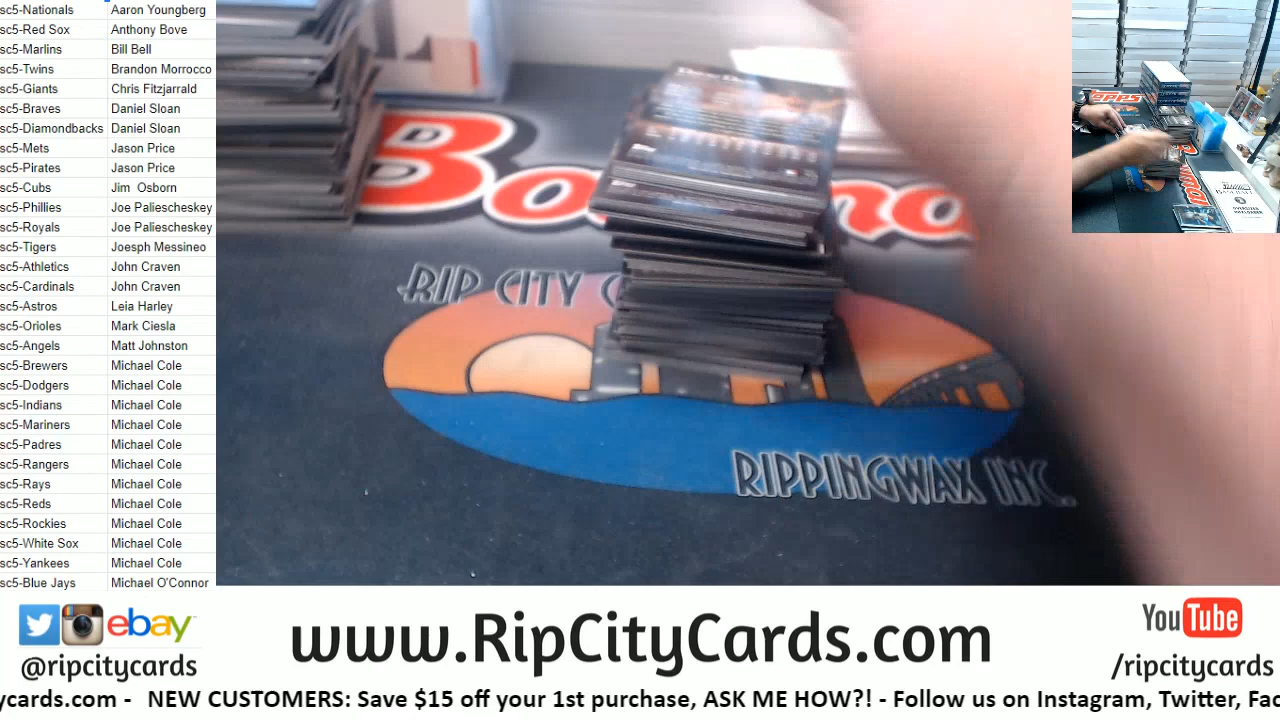 sc5-Nationals Aaron Youngberg
sc5-Red Sox Anthony Bove
sc5-Marlins Bill Bell
sc5-Twins Brandon Morrocco
sc5-Giants Chris Fitzjarrald
sc5-Braves Daniel Sloan
sc5-Diamondbacks Daniel Sloan
sc5-Mets Jason Price
sc5-Pirates Jason Price
sc5-Cubs Jim Osborn
sc5-Phillies Joe Paliescheskey
sc5-Royals Joe Paliescheskey
sc5-Tigers Joesph Messineo
sc5-Athletics John Craven
sc5-Cardinals John Craven
sc5-Astros Leia Harley
sc5-Orioles Mark Ciesla
sc5-Angels Matt Johnston
sc5-Brewers Michael Cole
sc5-Dodgers Michael Cole
sc5-Indians Michael Cole
sc5-Mariners Michael Cole
sc5-Padres Michael Cole
sc5-Rangers Michael Cole
sc5-Rays Michael Cole
sc5-Reds Michael Cole
sc5-Rockies Michael Cole
sc5-White Sox Michael Cole
sc5-Yankees Michael Cole
sc5-Blue Jays Michael O'Connor
RIP CITY
RIPPINGWAX INC.
TOPPS
ebay
@ripcitycards
www.RipCityCards.com
YouTube
/ripcitycards
ycards.com - NEW CUSTOMERS: Save $15 off your 1st purchase, ASK ME HOW?! - Follow us on Instagram, Twitter, Fac